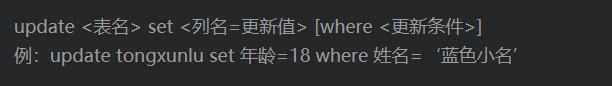 update <表名> set <列名=更新值> [where <更新条件>]
例：update tongxunlu set 年龄=18 where 姓名=‘蓝色小名’